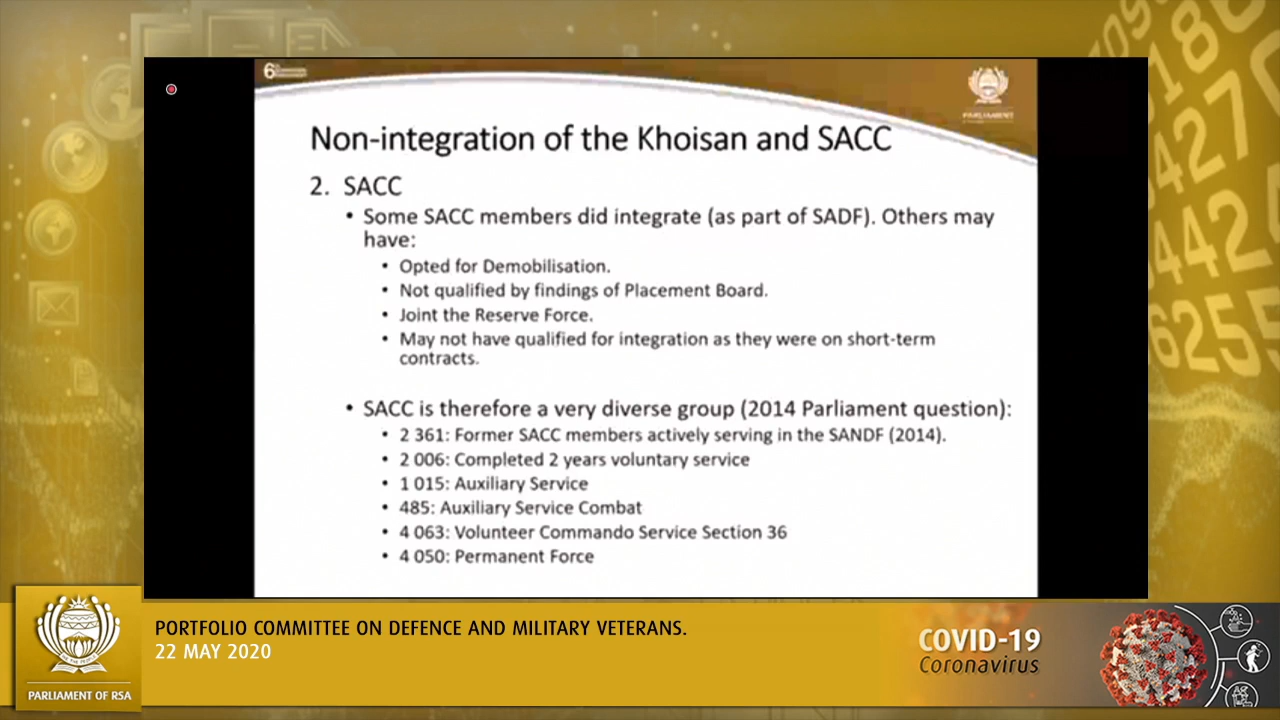 6
PARLIAMENT
Non-integration of the Khoisan and SACC
2. SACC
• Some SACC members did integrate (as part of SADF). Others may
have:
• Opted for Demobilisation.
• Not qualified by findings of Placement Board.
• Joint the Reserve Force.
• May not have qualified for integration as they were on short-term
contracts.
• SACC is therefore a very diverse group (2014 Parliament question):
• 2 361: Former SACC members actively serving in the SANDF (2014).
• 2 006: Completed 2 years voluntary service
• 1 015: Auxiliary Service
• 485: Auxiliary Service Combat
• 4 063: Volunteer Commando Service Section 36
• 4 050: Permanent Force
PORTFOLIO COMMITTEE ON DEFENCE AND MILITARY VETERANS.
22 MAY 2020
PARLIAMENT OF RSA
COVID-19
Coronavirus